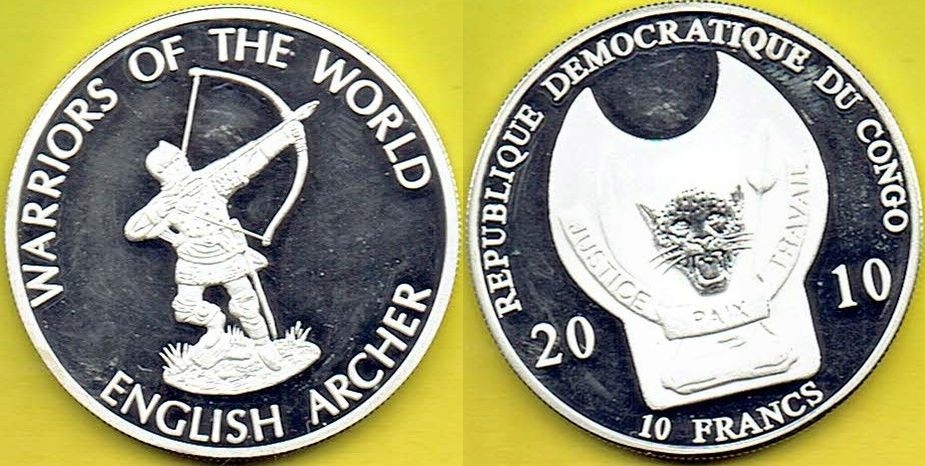 WARRIORS OF THE WORLD
ENGLISH ARCHER
REPUBLIQUE DEMOCRATIQUE DU CONGO
JUSTICE
PAIX
TRAVAIL
20 10
10 FRANCS